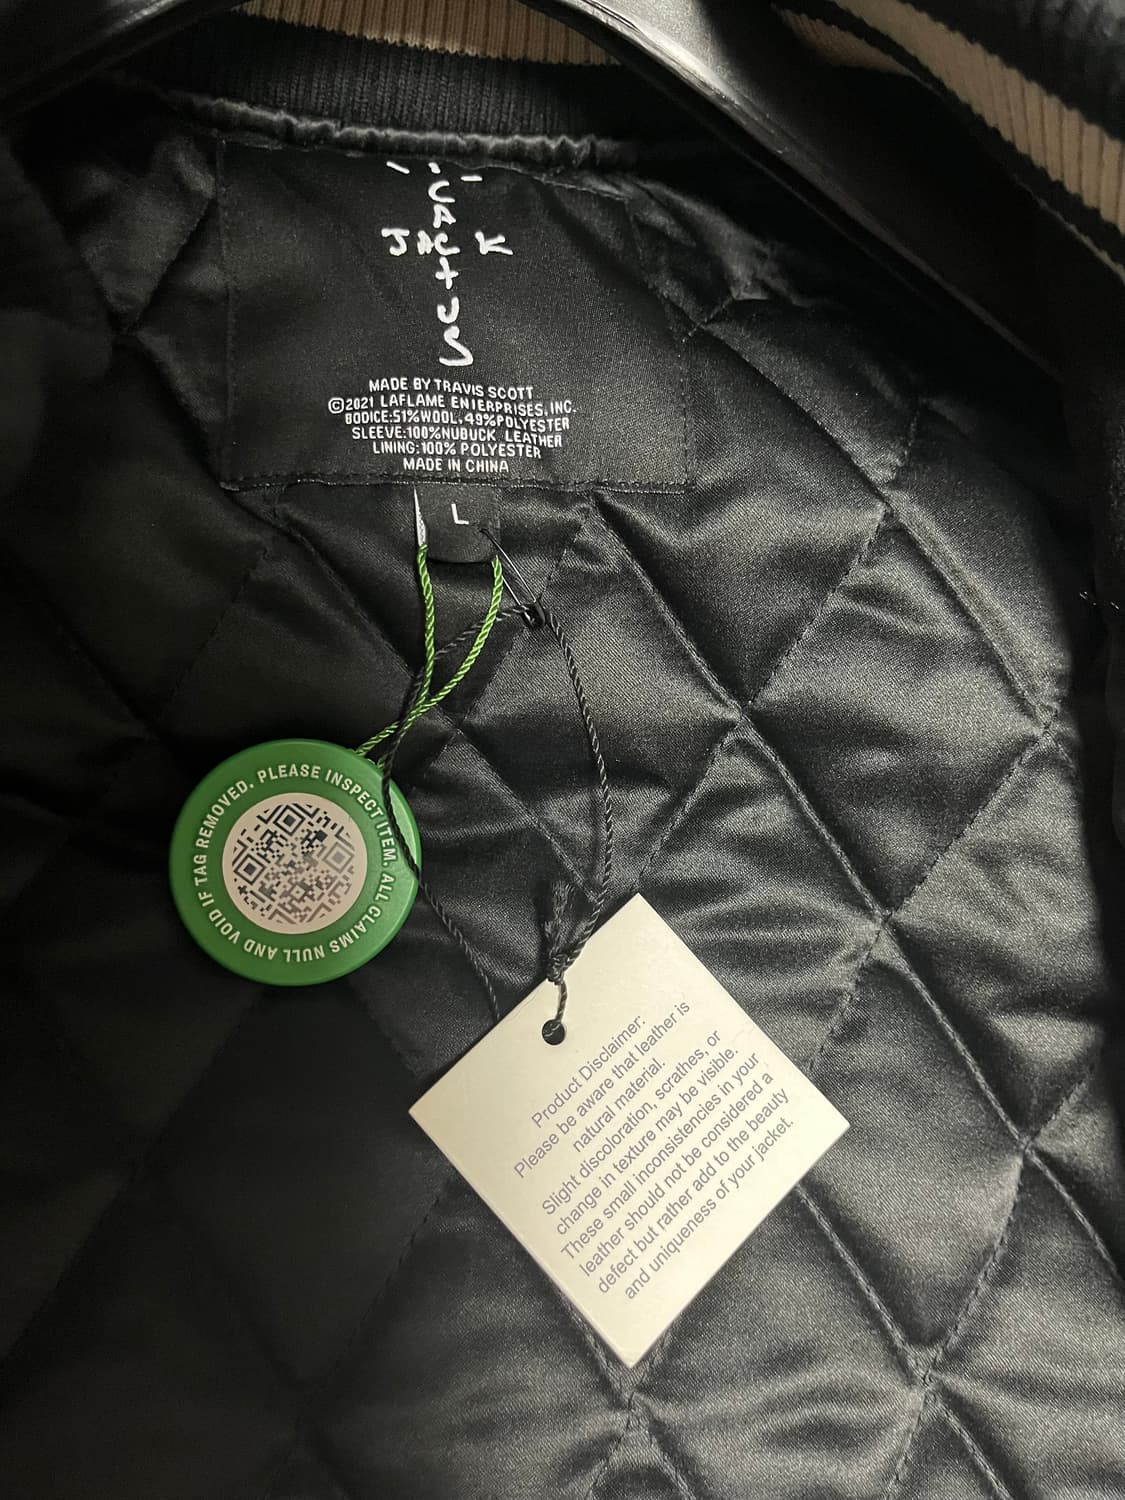 CACTUS
JACK
MADE BY TRAVIS SCOTT
©2021 LAFLAME ENIERPRISES, INC.
BODICE:51%WOOL,49%POLYESTER
SLEEVE:100%NUBUCK LEATHER
LINING:100% POLYESTER
MADE IN CHINA
L
PLEASE INSPECT ITEM. ALL CLAIMS NULL AND VOID IF TAG REMOVED.
Product Disclaimer:
Please be aware that leather is
natural material.
Slight discoloration, scrathes, or
change in texture may be visible.
These small inconsistencies in your
leather should not be considered a
defect but rather add to the beauty
and uniqueness of your jacket.